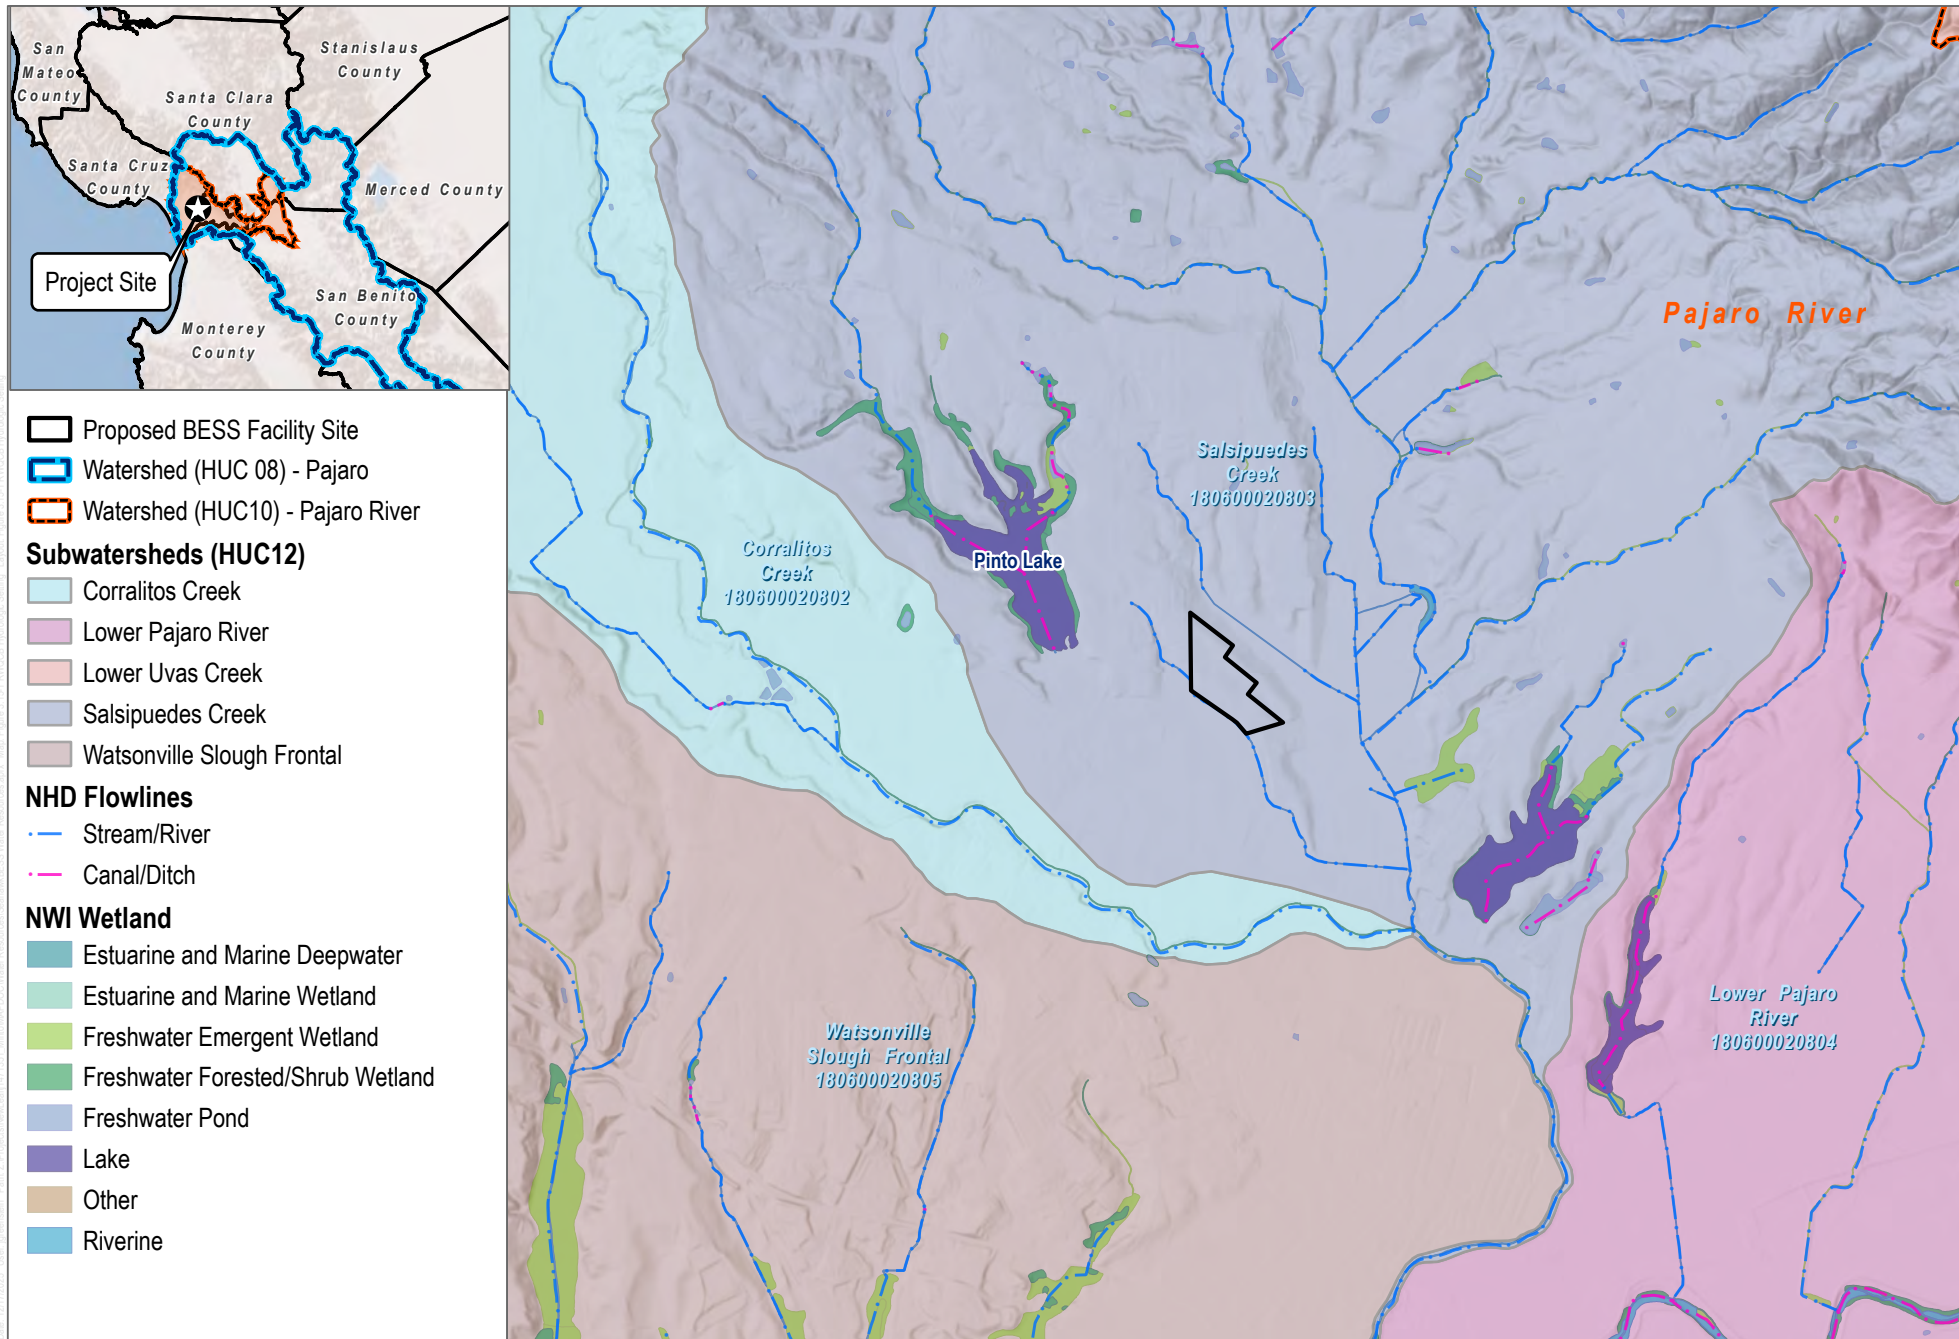 San
Mateo
County
Stanislaus
County
Santa Clara
County
Santa Cruz
County
Merced County
Project Site
San Benito
County
Monterey
County
Proposed BESS Facility Site
Watershed (HUC 08) - Pajaro
Watershed (HUC10) - Pajaro River
Subwatersheds (HUC12)
Corralitos Creek
Lower Pajaro River
Lower Uvas Creek
Salsipuedes Creek
Watsonville Slough Frontal
NHD Flowlines
Stream/River
Canal/Ditch
NWI Wetland
Estuarine and Marine Deepwater
Estuarine and Marine Wetland
Freshwater Emergent Wetland
Freshwater Forested/Shrub Wetland
Freshwater Pond
Lake
Other
Riverine
Pajaro River
Salsipuedes
Creek
180600020803
Corralitos
Creek
180600020802
Pinto Lake
Lower Pajaro
River
180600020804
Watsonville
Slough Frontal
180600020805